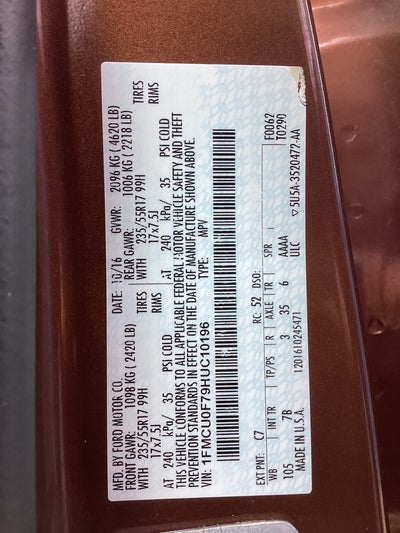 MFD. BY FORD MOTOR CO.
DATE: 10/16 GVWR: 2096 KG ( 4620 LB)
FRONT GAWR: 1098 KG ( 2420 LB)
REAR GAWR: 1006 KG ( 2218 LB)
WITH 235/55R17 99H TIRES
17x7.5J RIMS
AT 240 kPa/ 35 PSI COLD
WITH 235/55R17 99H TIRES
17x7.5J RIMS
AT 240 kPa/ 35 PSI COLD
THIS VEHICLE CONFORMS TO ALL APPLICABLE FEDERAL MOTOR VEHICLE SAFETY AND THEFT
PREVENTION STANDARDS IN EFFECT ON THE DATE OF MANUFACTURE SHOWN ABOVE.
VIN: 1FMCU0F79HUC10196
TYPE: MPV
F0062
T0290
EXT PNT: C7 RC: 52 DSO:
WB INT TR TP/PS R AXLE TR SPR
105 7B 3 35 6 AAAA
MADE IN U.S.A. ULC
1201610245471
▽5U5A-3520472-AA